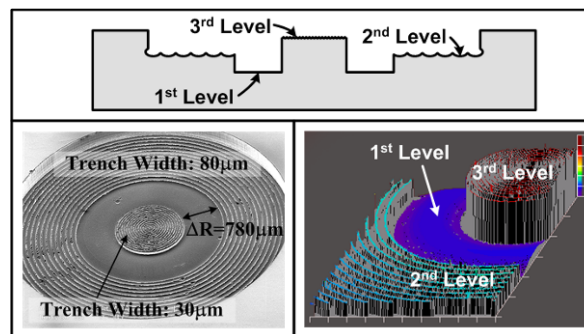 3rd Level
2nd Level
1st Level
Trench Width: 80μm
ΔR=780μm
Trench Width: 30μm
1st Level
3rd Level
2nd Level